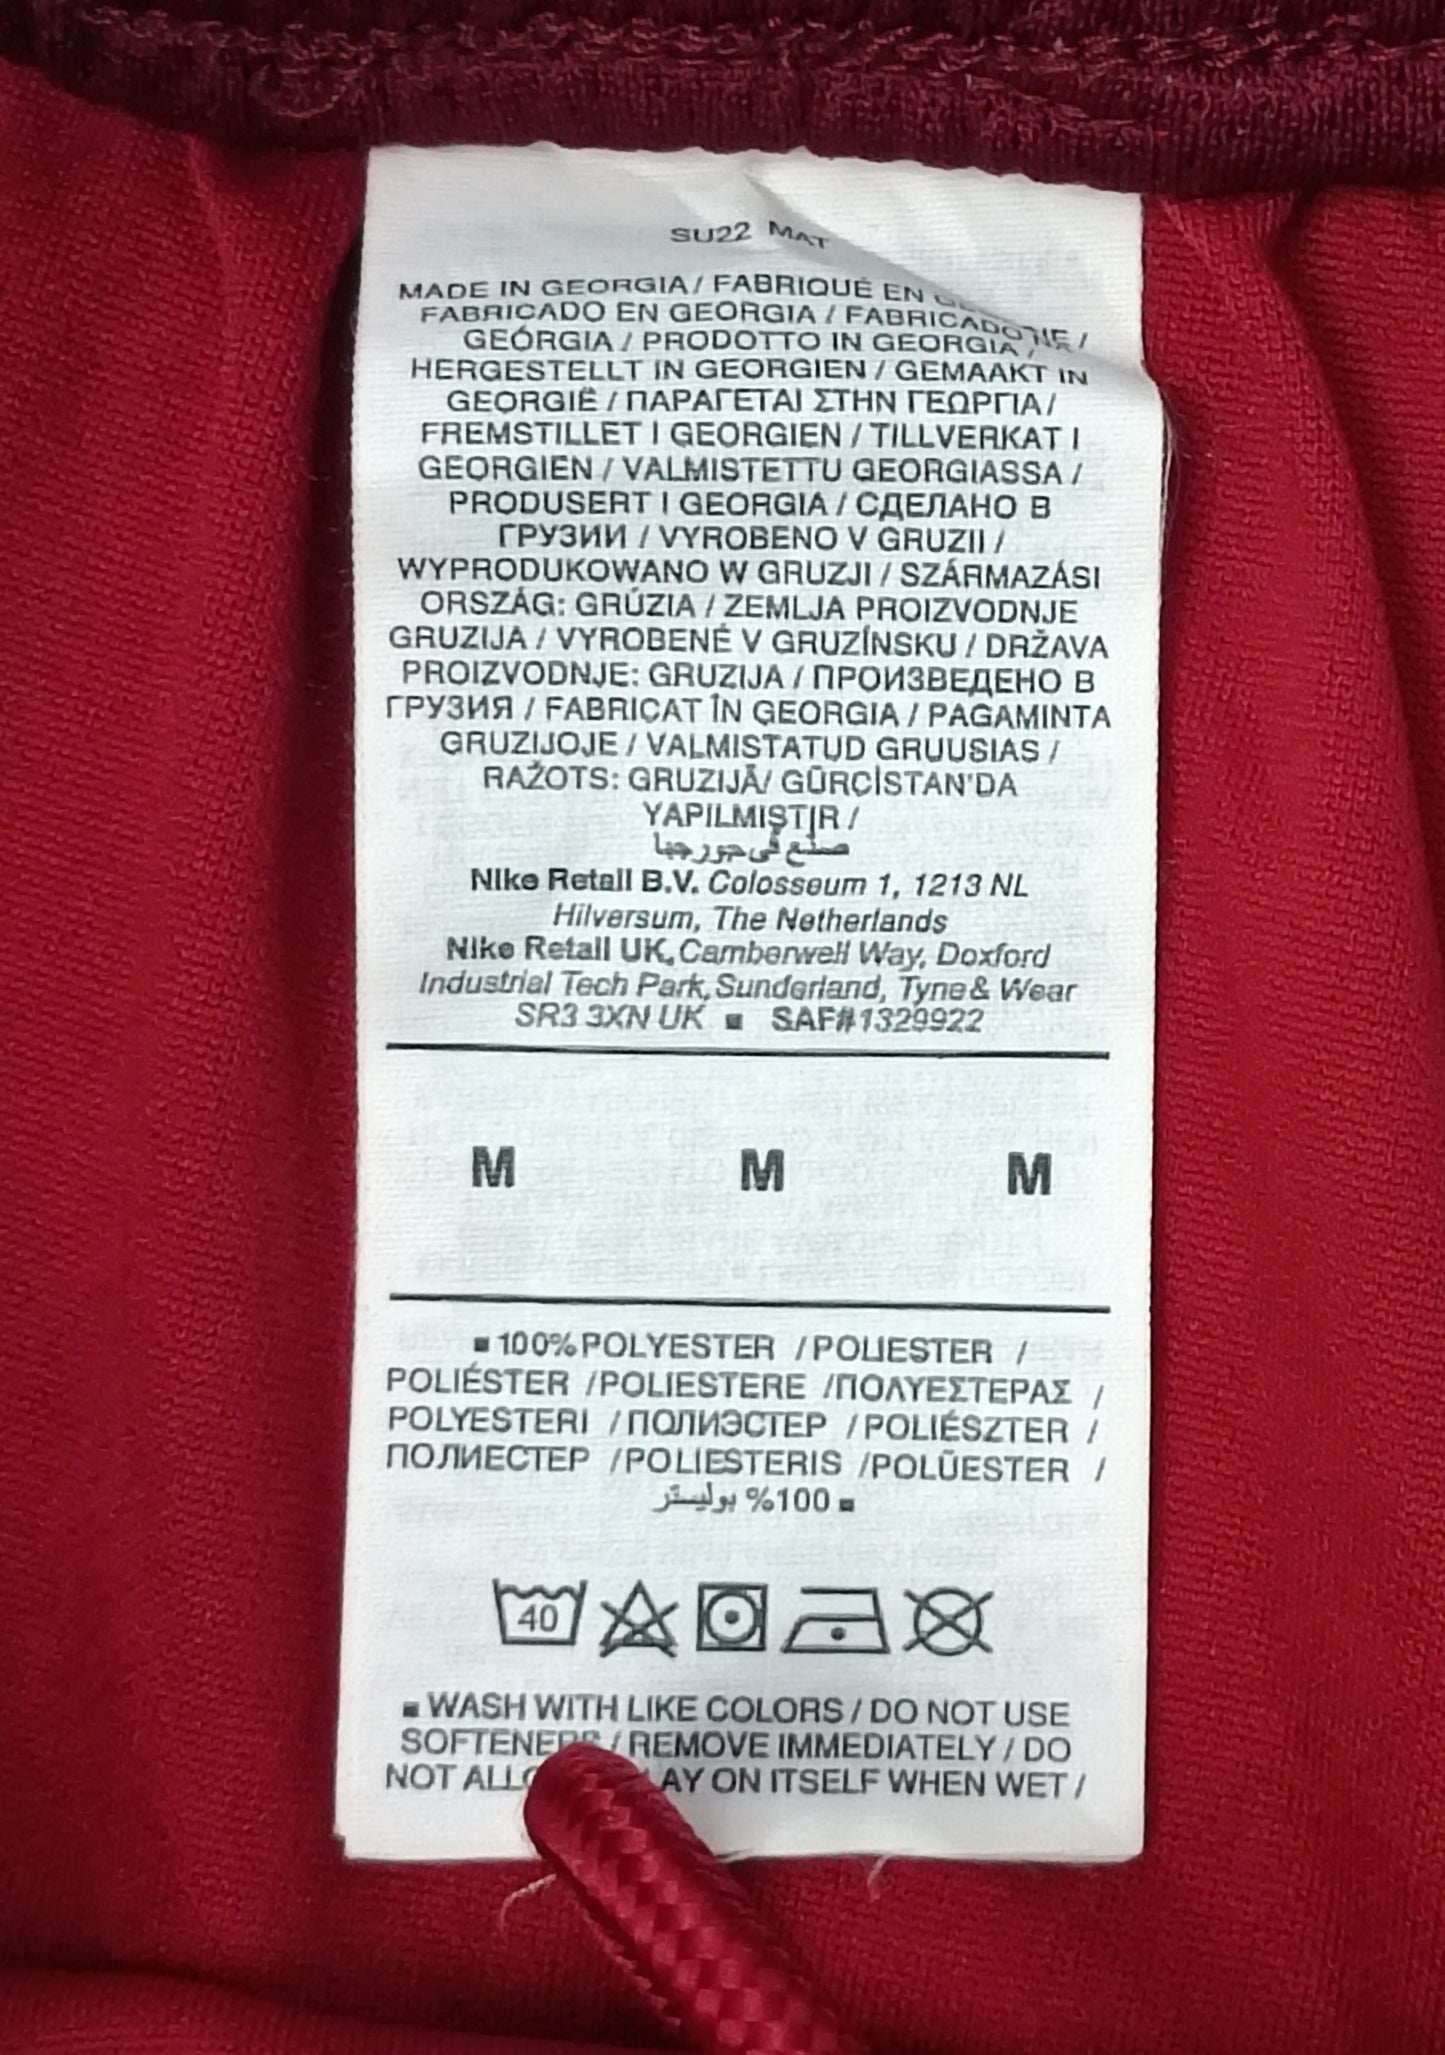 SU22 MAT
MADE IN GEORGIA / FABRIQUÉ EN
FABRICADO EN GEORGIA / FABRICADO
GEÓRGIA / PRODOTTO IN GEORGIA /
HERGESTELLT IN GEORGIEN / GEMAAKT IN
GEORGIË / ΠΑΡΑΓΕΤΑΙ ΣΤΗΝ ΓΕΩΡΓΙΑ /
FREMSTILLET I GEORGIEN / TILLVERKAT I
GEORGIEN / VALMISTETTU GEORGIASSA /
PRODUSERT I GEORGIA / СДЕЛАНО В
ГРУЗИИ / VYROBENO V GRUZII /
WYPRODUKOWANO W GRUZJI / SZÁRMAZÁSI
ORSZÁG: GRÚZIA / ZEMLJA PROIZVODNJE
GRUZIJA / VYROBENÉ V GRUZÍNSKU / DRŽAVA
PROIZVODNJE: GRUZIJA / ПРОИЗВЕДЕНО В
ГРУЗИЯ / FABRICAT ÎN GEORGIA / PAGAMINTA
GRUZIJOJE / VALMISTATUD GRUUSIAS /
RAŽOTS: GRUZIJĀ/ GÜRCİSTAN'DA
YAPILMIŞTIR /
صنع في جورجيا
Nike Retail B.V. Colosseum 1, 1213 NL
Hilversum, The Netherlands
Nike Retail UK, Camberwell Way, Doxford
Industrial Tech Park, Sunderland, Tyne & Wear
SR3 3XN UK ■ SAF#1329922
M M M
■ 100% POLYESTER / POLIESTER /
POLIÉSTER /POLIESTERE /ΠΟΛΥΕΣΤΕΡΑΣ /
POLYESTERI /ПОЛИЭСТЕР /POLIÉSZTER /
ПОЛИЕСТЕР /POLIESTERIS /POLÜESTER /
■ 100% بوليستر
40
■ WASH WITH LIKE COLORS / DO NOT USE
SOFTENERS / REMOVE IMMEDIATELY / DO
NOT ON ITSELF WHEN WET /